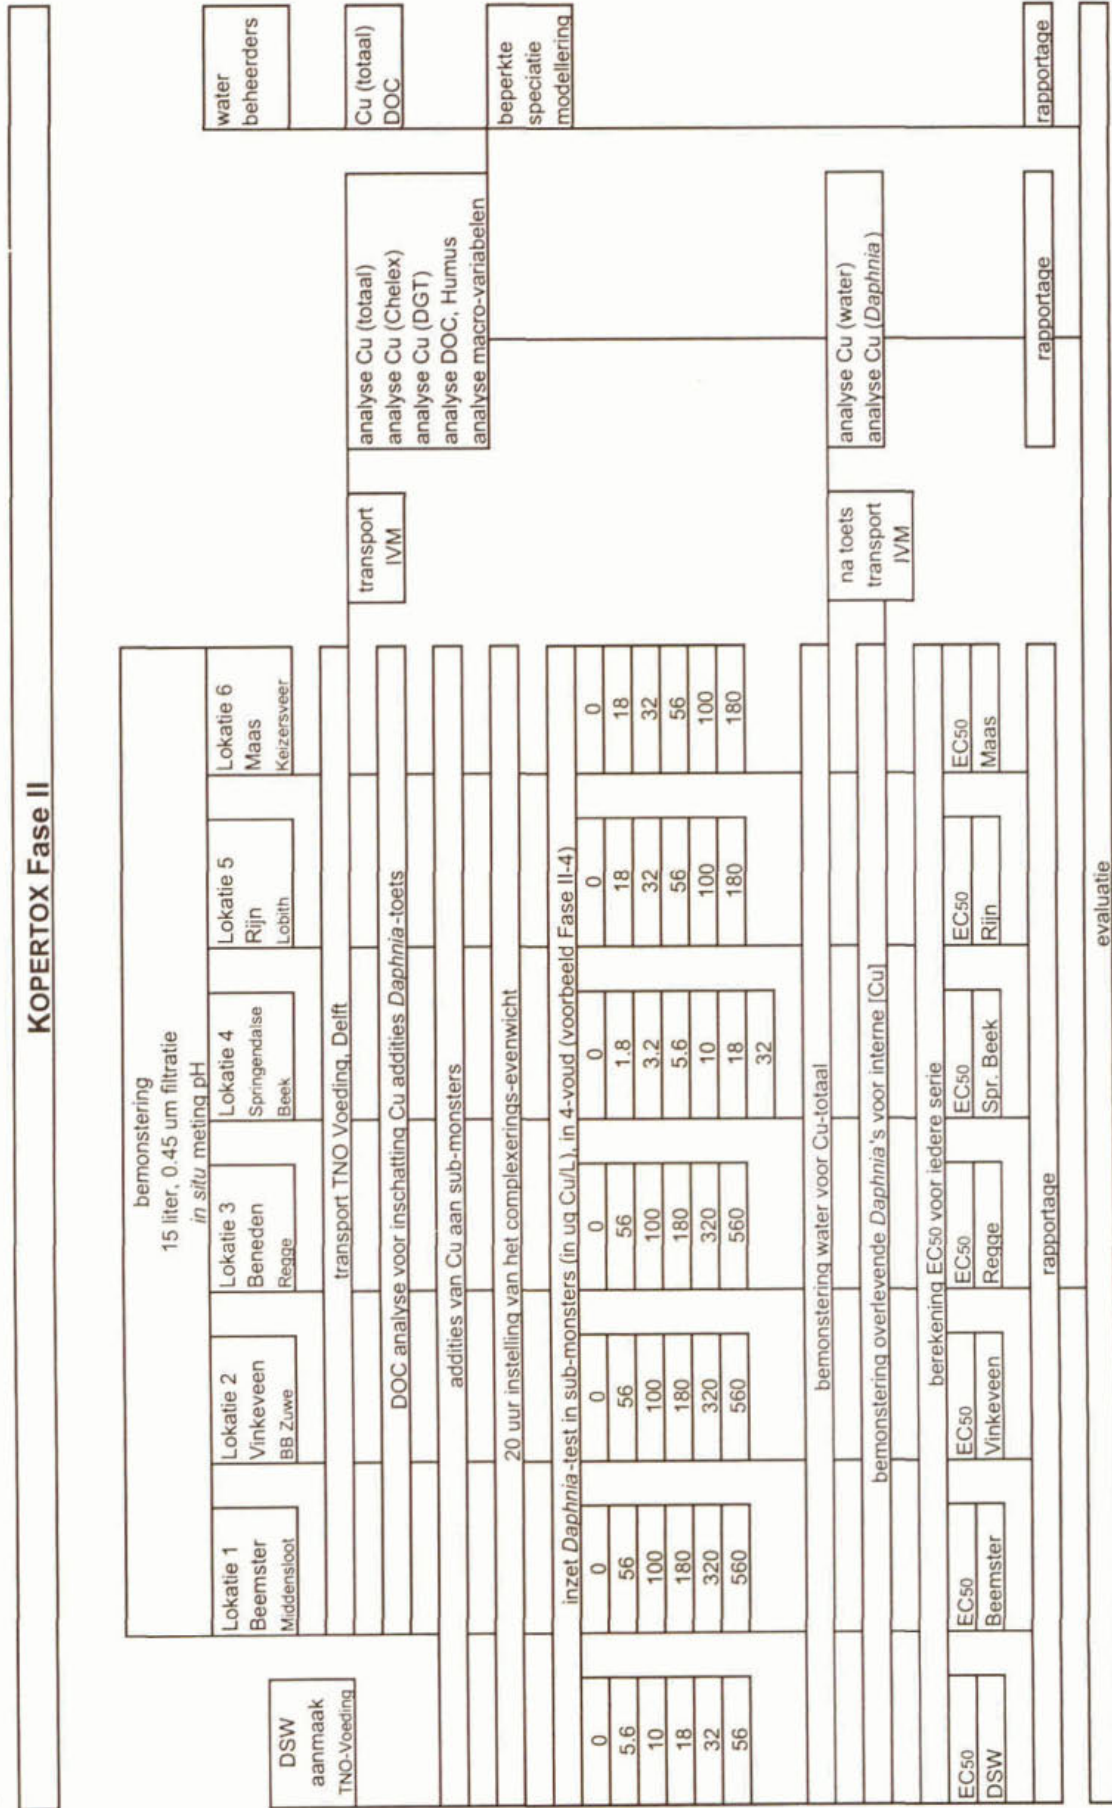 KOPERTOX Fase II
bemonstering
15 liter, 0.45 um filtratie
in situ meting pH
water
beheerders
DSW
aanmaak
TNO-Voeding
Lokatie 1
Beemster
Middensloot
Lokatie 2
Vinkeveen
BB Zuwe
Lokatie 3
Beneden
Regge
Lokatie 4
Springendalse
Beek
Lokatie 5
Rijn
Lobith
Lokatie 6
Maas
Keizersveer
transport TNO Voeding, Delft
transport
IVM
analyse Cu (totaal)
analyse Cu (Chelex)
analyse Cu (DGT)
analyse DOC, Humus
analyse macro-variabelen
Cu (totaal)
DOC
DOC analyse voor inschatting Cu addities Daphnia-toets
addities van Cu aan sub-monsters
20 uur instelling van het complexerings-evenwicht
beperkte
speciatie
modellering
inzet Daphnia-test in sub-monsters (in ug Cu/L), in 4-voud (voorbeeld Fase II-4)
0 0 0 0 0 0 0
5.6 56 56 56 1.8 18 18
10 100 100 100 3.2 32 32
18 180 180 180 5.6 56 56
32 320 320 320 10 100 100
56 560 560 560 18 180 180
32
bemonstering water voor Cu-totaal
bemonstering overlevende Daphnia's voor interne [Cu]
na toets
transport
IVM
analyse Cu (water)
analyse Cu (Daphnia)
berekening EC50 voor iedere serie
EC50
DSW
EC50
Beemster
EC50
Vinkeveen
EC50
Regge
EC50
Spr. Beek
EC50
Rijn
EC50
Maas
rapportage
rapportage
rapportage
evaluatie